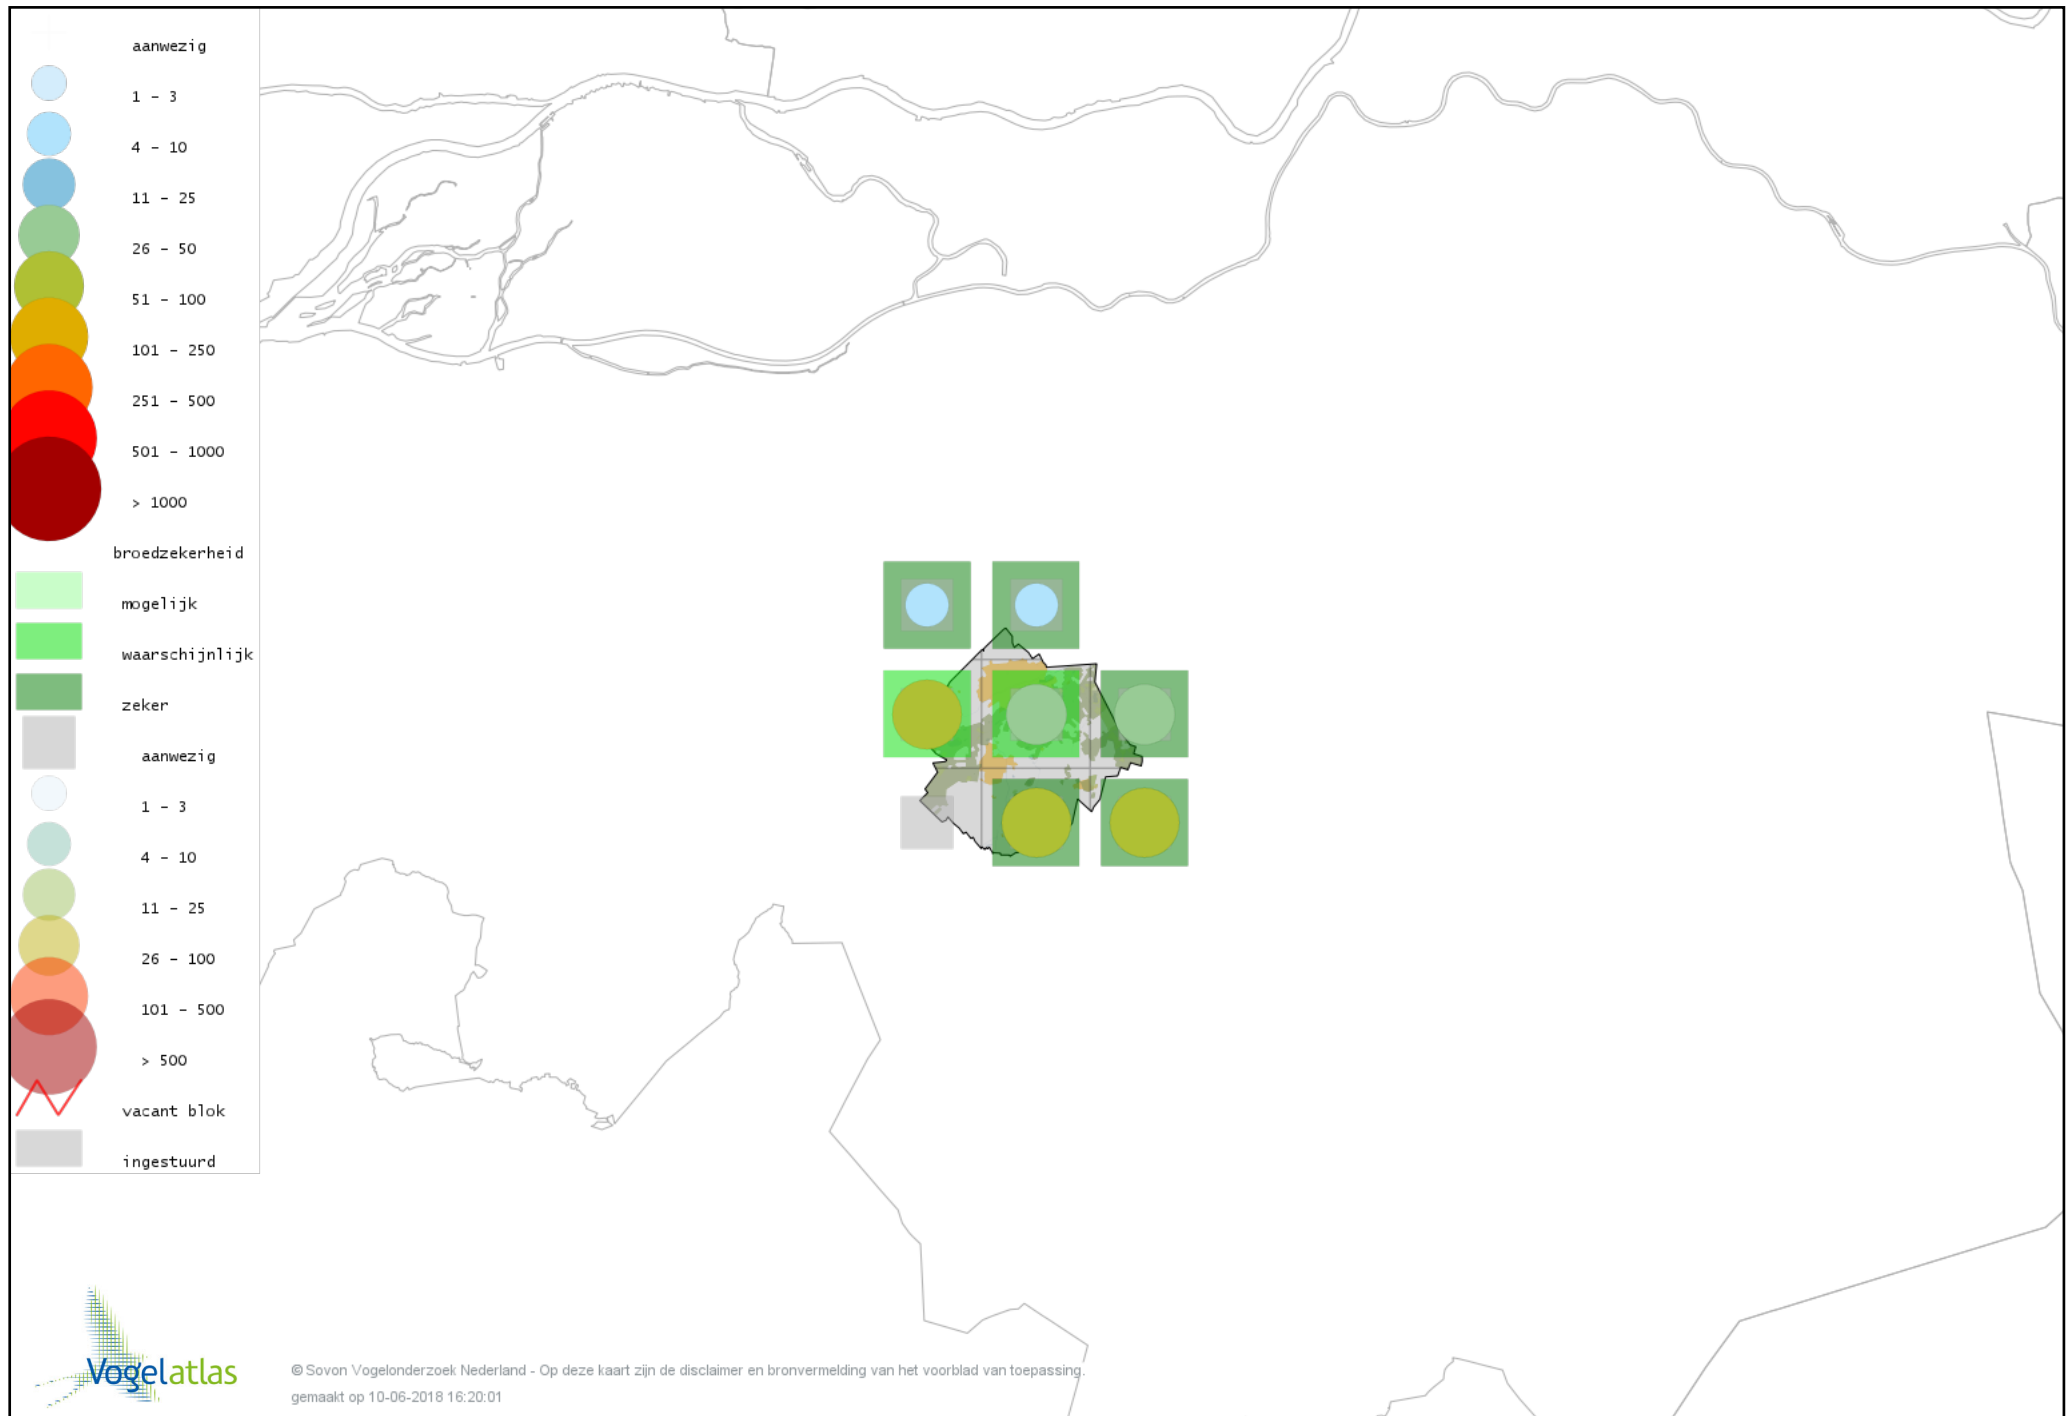 aanwezig
1 - 3
4 - 10
11 - 25
26 - 50
51 - 100
101 - 250
251 - 500
501 - 1000
> 1000
broedzekerheid
mogelijk
waarschijnlijk
zeker
aanwezig
1 - 3
4 - 10
11 - 25
26 - 100
101 - 500
> 500
vacant blok
ingestuurd
Vogelatlas
© Sovon Vogelonderzoek Nederland - Op deze kaart zijn de disclaimer en bronvermelding van het voorblad van toepassing.
gemaakt op 10-06-2018 16:20:01